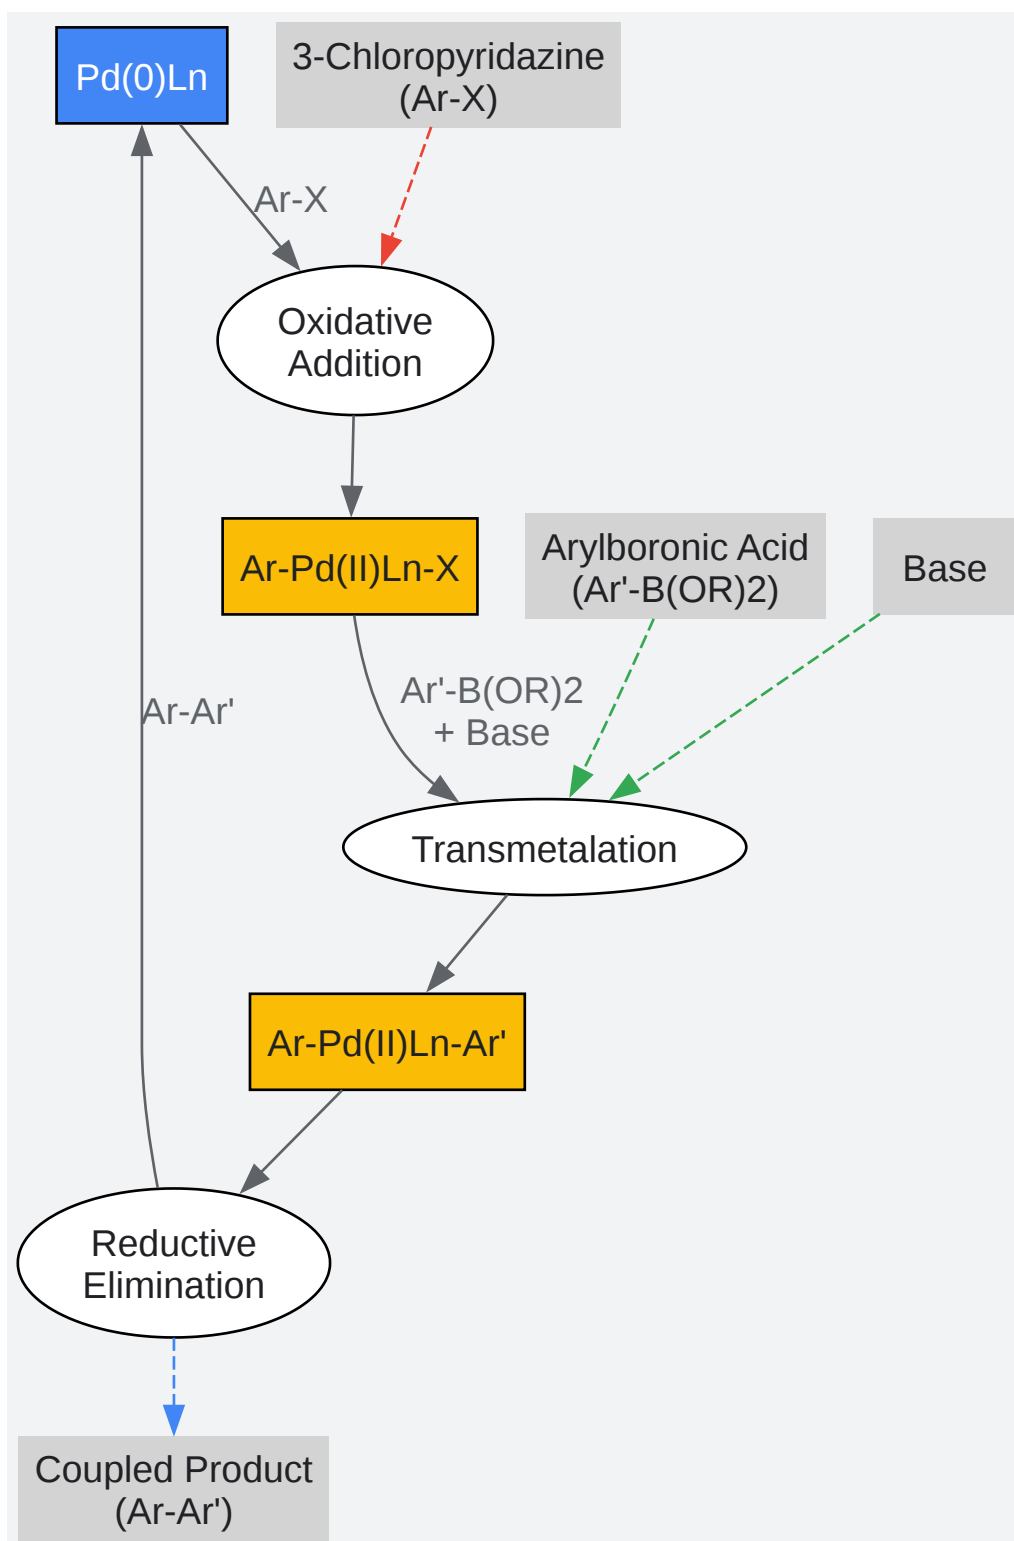 Pd(0)Ln
3-Chloropyridazine
(Ar-X)
Ar-X
Oxidative
Addition
Ar-Pd(II)Ln-X
Arylboronic Acid
(Ar'-B(OR)2)
Base
Ar'-B(OR)2
+ Base
Ar-Ar'
Transmetalation
Ar-Pd(II)Ln-Ar'
Reductive
Elimination
Coupled Product
(Ar-Ar')